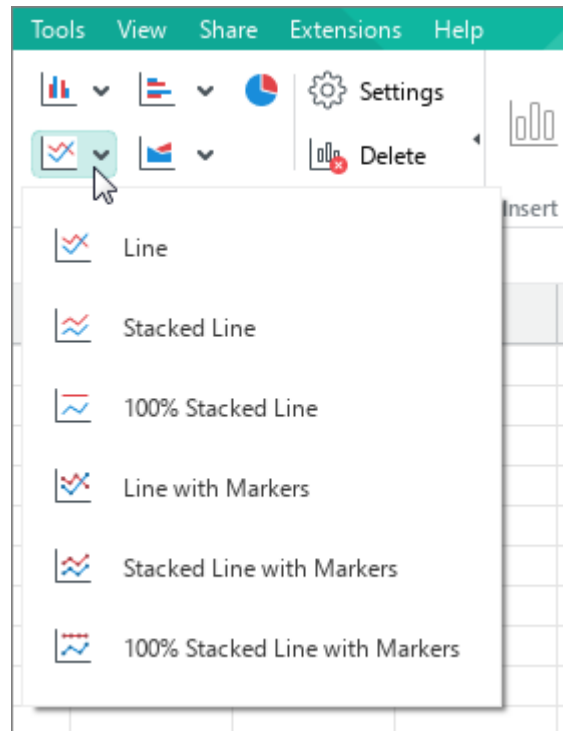 Tools View Share Extensions Help
Settings
Delete
Insert
Line
Stacked Line
100% Stacked Line
Line with Markers
Stacked Line with Markers
100% Stacked Line with Markers